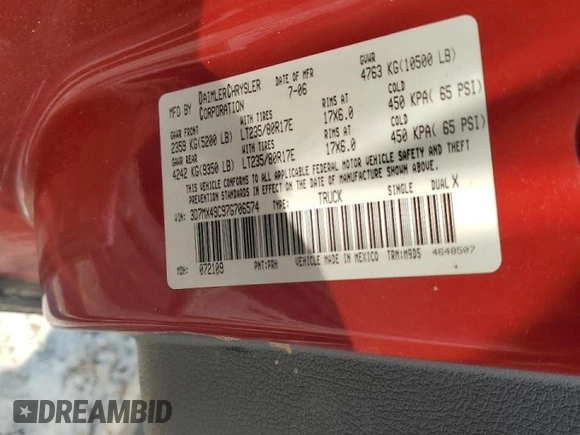 MFD BY DAIMLERCHRYSLER CORPORATION
DATE OF MFR 7-06
GVWR 4763 KG(10500 LB)
GAWR FRONT WITH TIRES RIMS AT COLD
2359 KG(5200 LB) LT235/80R17E 17X6.0 450 KPA( 65 PSI)
GAWR REAR WITH TIRES RIMS AT COLD
4242 KG(9350 LB) LT235/80R17E 17X6.0 450 KPA( 65 PSI)
THIS VEHICLE CONFORMS TO ALL APPLICABLE FEDERAL MOTOR VEHICLE SAFETY AND THEFT
PREVENTION STANDARDS IN EFFECT ON THE DATE OF MANUFACTURE SHOWN ABOVE.
VIN: 3D7MX49C97G706574 TYPE: TRUCK SINGLE DUAL X
MDH: 072109 PNT:PRH VEHICLE MADE IN MEXICO TRM:M9D5 4648507
DREAMBID